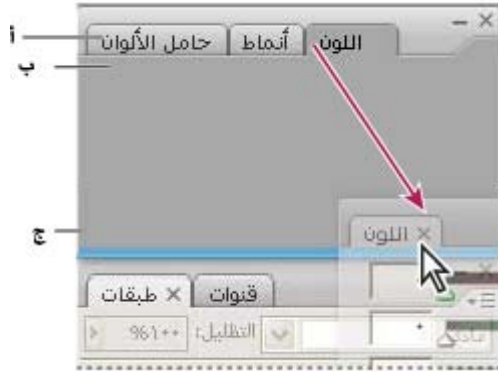 أ
اللون أنماط حامل الألوان
ب
ج
اللون
قنوات طبقات
التظليل: %١٠٠